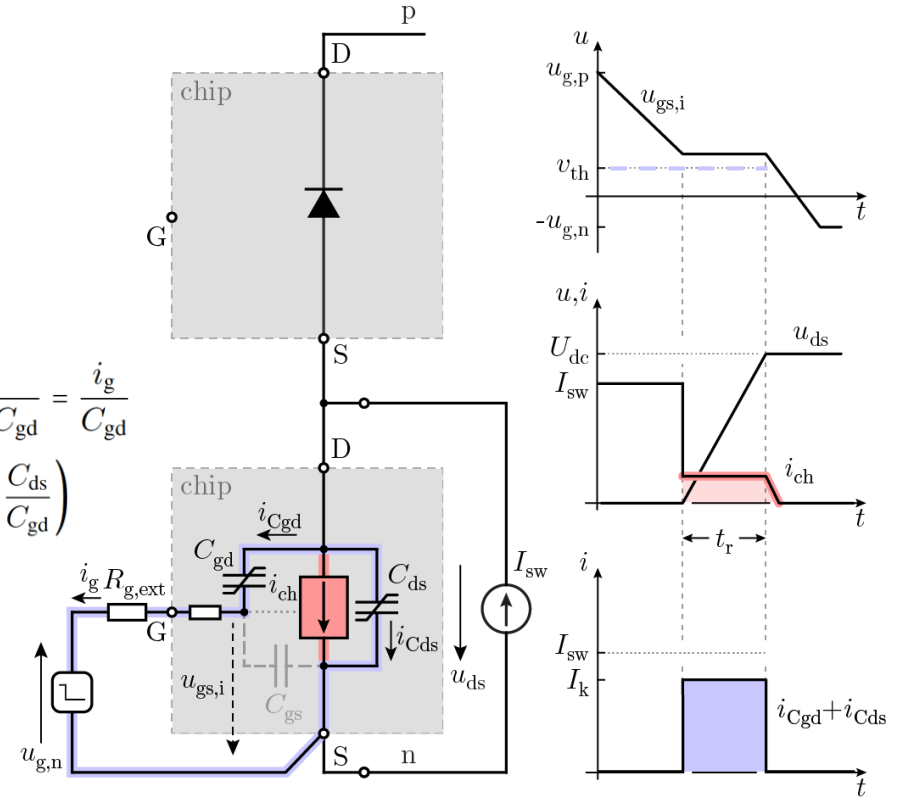 p
D
chip
G
S
D
chip
i_Cgd
C_gd
i_g R_g,ext
i_ch
C_ds
G
i_Cds
u_gs,i
C_gs
u_g,n
S
n
I_sw
u_ds
C_gd = i_g / C_gd
C_ds / C_gd )
u
u_g,p
u_gs,i
v_th
-u_g,n
t
u,i
U_dc
u_ds
I_sw
i_ch
t
t_r
i
I_sw
I_k
i_Cgd+i_Cds
t